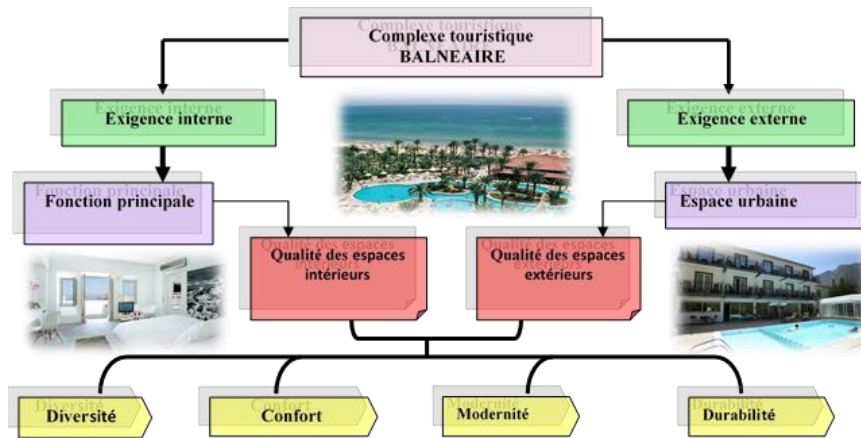 Complexe touristique
BALNEAIRE
Exigence interne
Exigence externe
Fonction principale
Espace urbaine
Qualité des espaces
intérieurs
Qualité des espaces
extérieurs
Diversité
Confort
Modernité
Durabilité